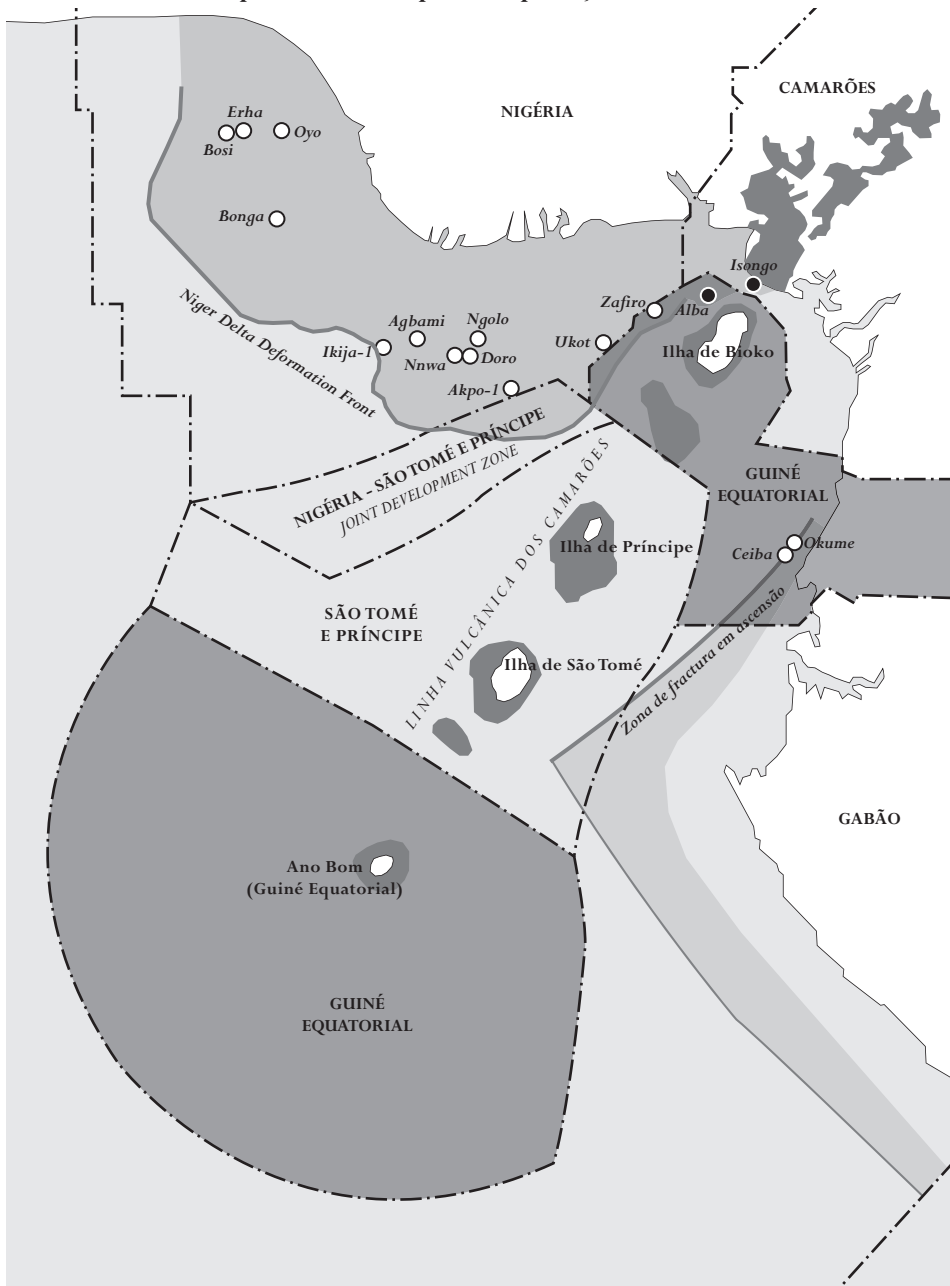 CAMARÕES
NIGÉRIA
Erha
Oyo
Bosi
Bonga
Isongo
Niger Delta Deformation Front
Zafiro
Alba
Agbami
Ngolo
Ukot
Ikija-1
Ilha de Bioko
Nnwa
Doro
Akpo-1
NIGÉRIA – SÃO TOMÉ E PRÍNCIPE
JOINT DEVELOPMENT ZONE
LINHA VULCÂNICA DOS CAMARÕES
GUINÉ
EQUATORIAL
Ilha de Príncipe
Ceiba
Okume
SÃO TOMÉ
E PRÍNCIPE
Ilha de São Tomé
Zona de fractura em ascensão
GABÃO
Ano Bom
(Guiné Equatorial)
GUINÉ
EQUATORIAL